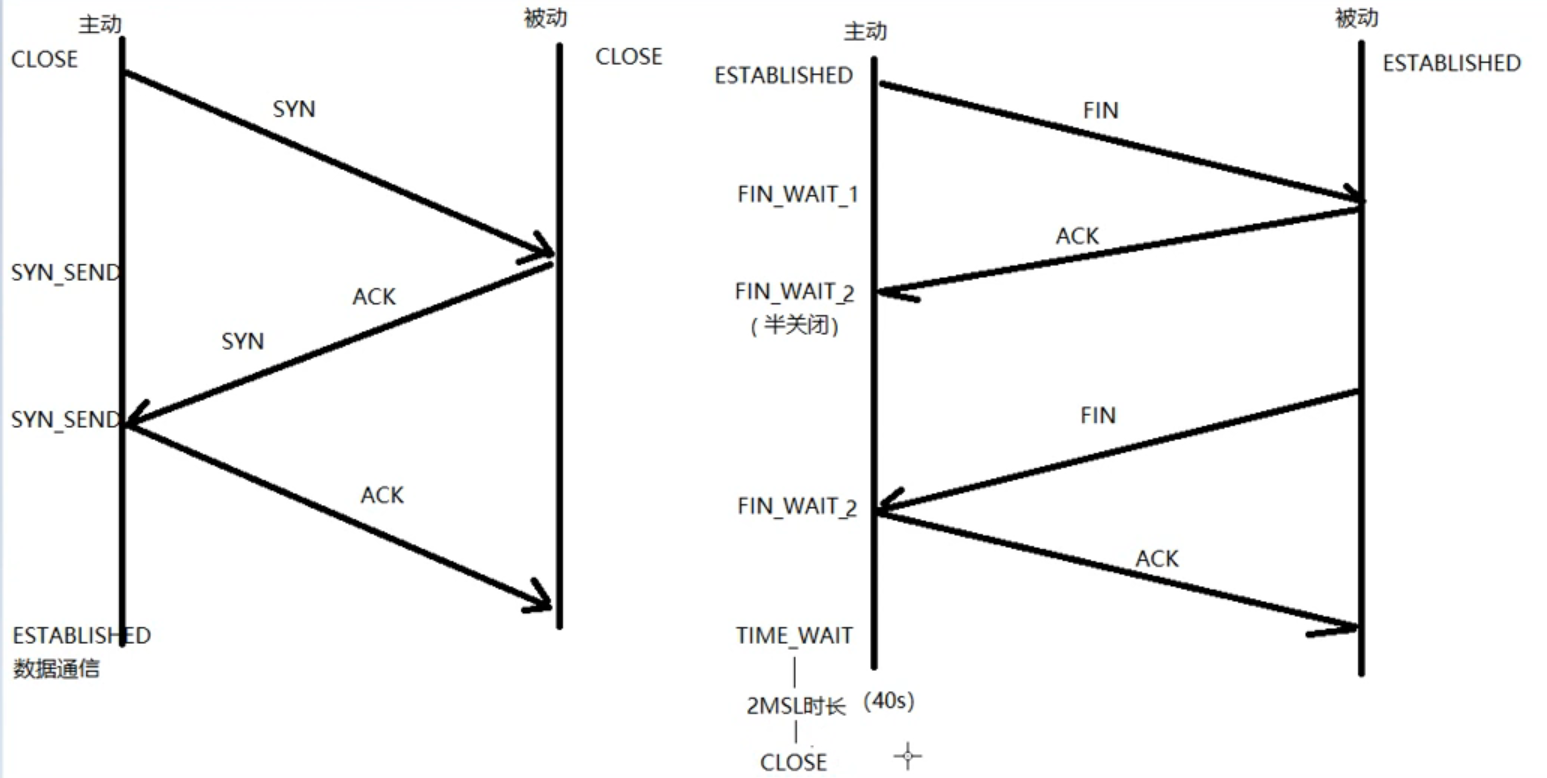 主动
被动
CLOSE
CLOSE
SYN
SYN_SEND
ACK
SYN
SYN_SEND
ACK
ESTABLISHED
数据通信
主动
被动
ESTABLISHED
ESTABLISHED
FIN
FIN_WAIT_1
ACK
FIN_WAIT_2
(半关闭)
FIN
FIN_WAIT_2
ACK
TIME_WAIT
2MSL时长 (40s)
CLOSE